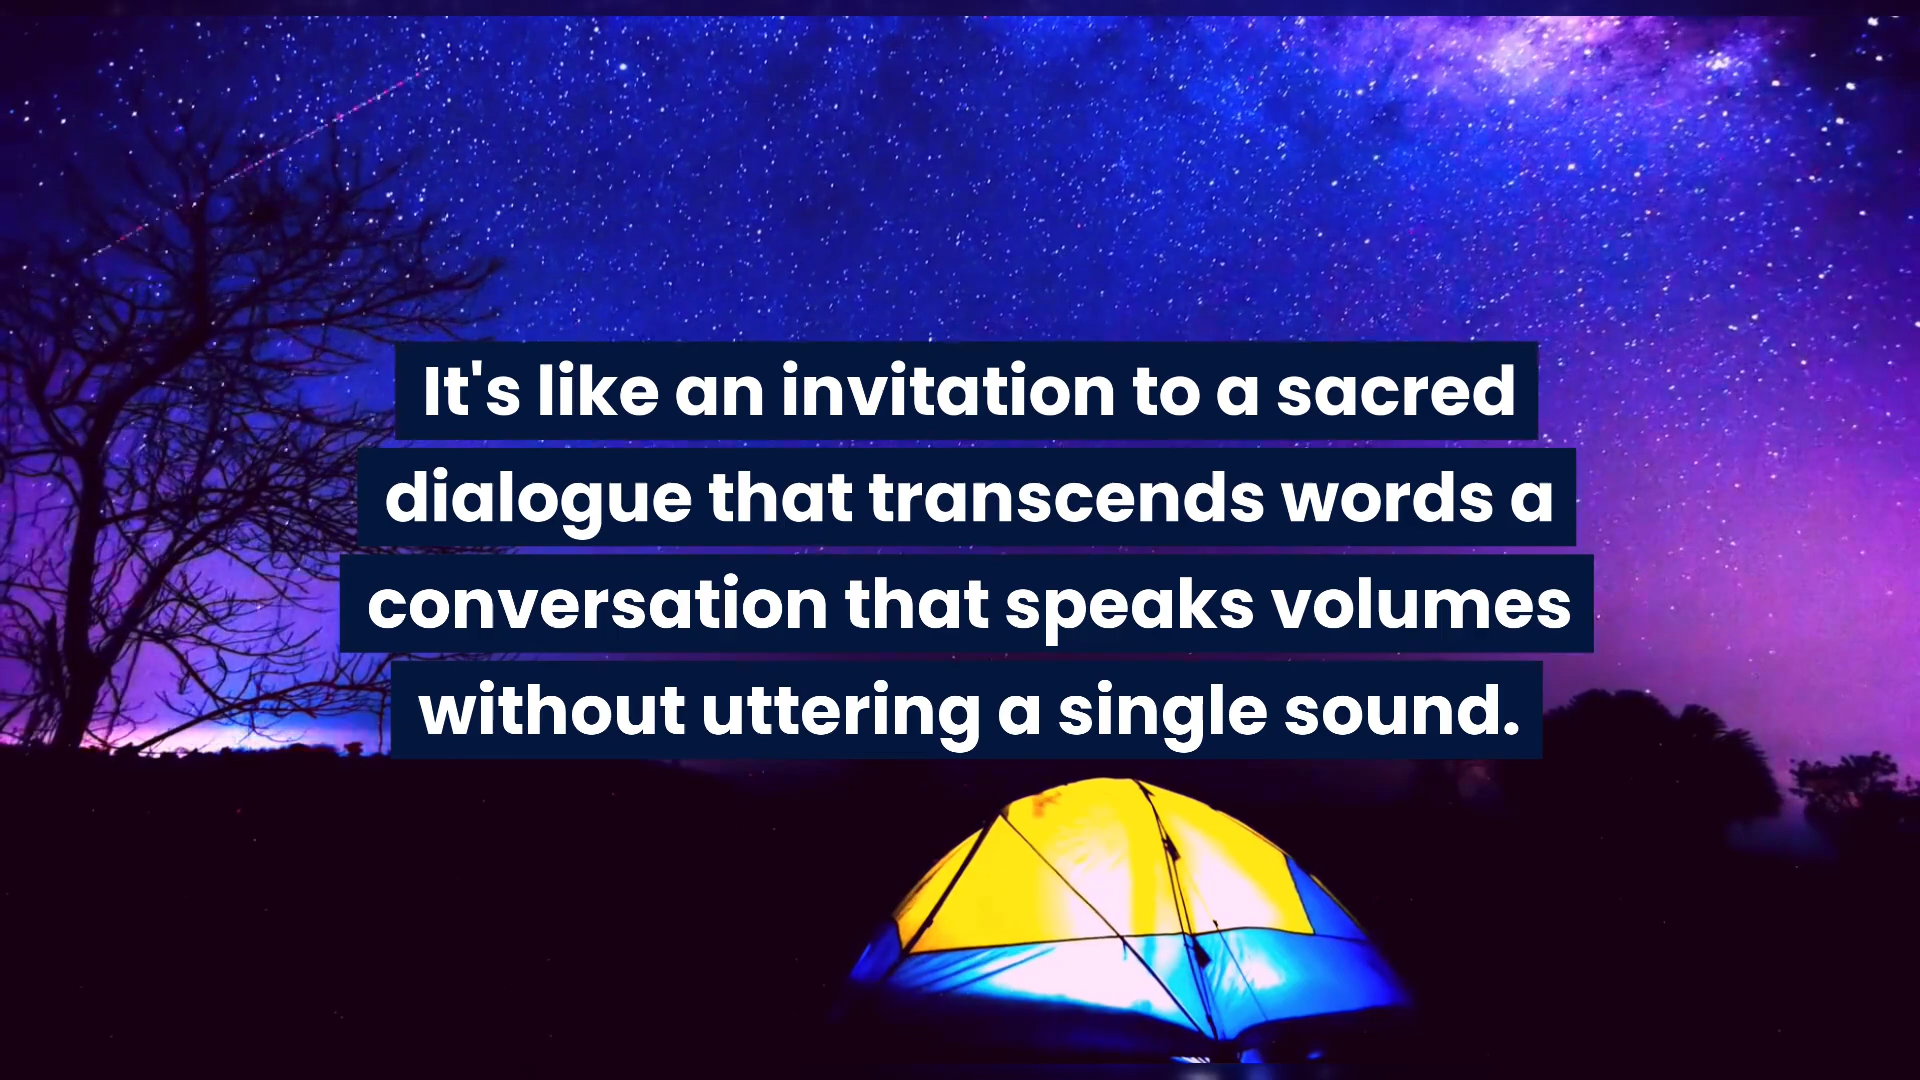 It's like an invitation to a sacred
dialogue that transcends words a
conversation that speaks volumes
without uttering a single sound.